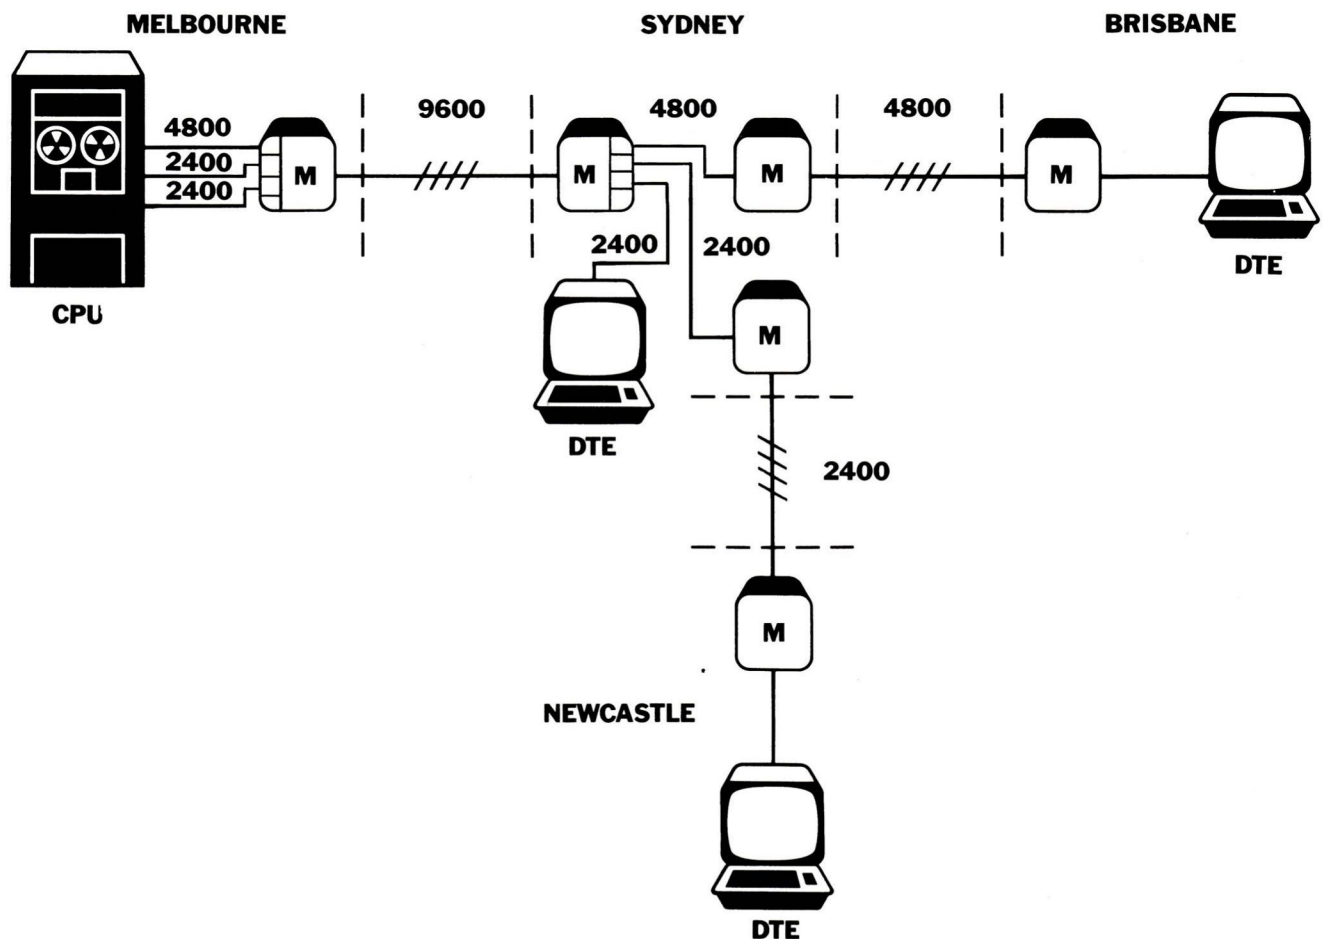 MELBOURNE
SYDNEY
BRISBANE
9600
4800
4800
4800
2400
2400
M
M
M
M
2400
2400
DTE
CPU
M
DTE
2400
M
NEWCASTLE
DTE